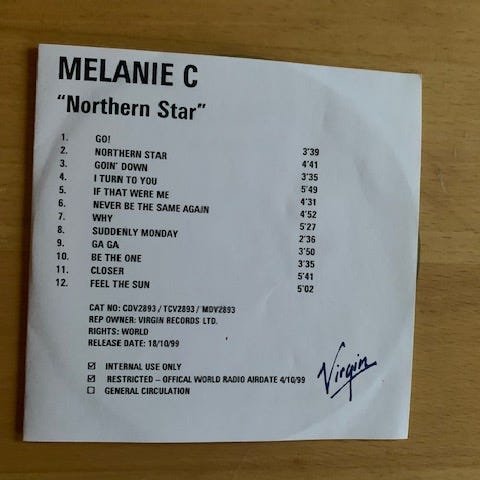 MELANIE C
"Northern Star"
1. GO! 3'39
2. NORTHERN STAR 4'41
3. GOIN' DOWN 3'35
4. I TURN TO YOU 5'49
5. IF THAT WERE ME 4'31
6. NEVER BE THE SAME AGAIN 4'52
7. WHY 5'27
8. SUDDENLY MONDAY 2'36
9. GA GA 3'50
10. BE THE ONE 3'35
11. CLOSER 5'41
12. FEEL THE SUN 5'02
CAT NO: CDV2893 / TCV2893 / MDV2893
REP OWNER: VIRGIN RECORDS LTD.
RIGHTS: WORLD
RELEASE DATE: 18/10/99
☑ INTERNAL USE ONLY
☑ RESTRICTED – OFFICAL WORLD RADIO AIRDATE 4/10/99
☐ GENERAL CIRCULATION
Virgin